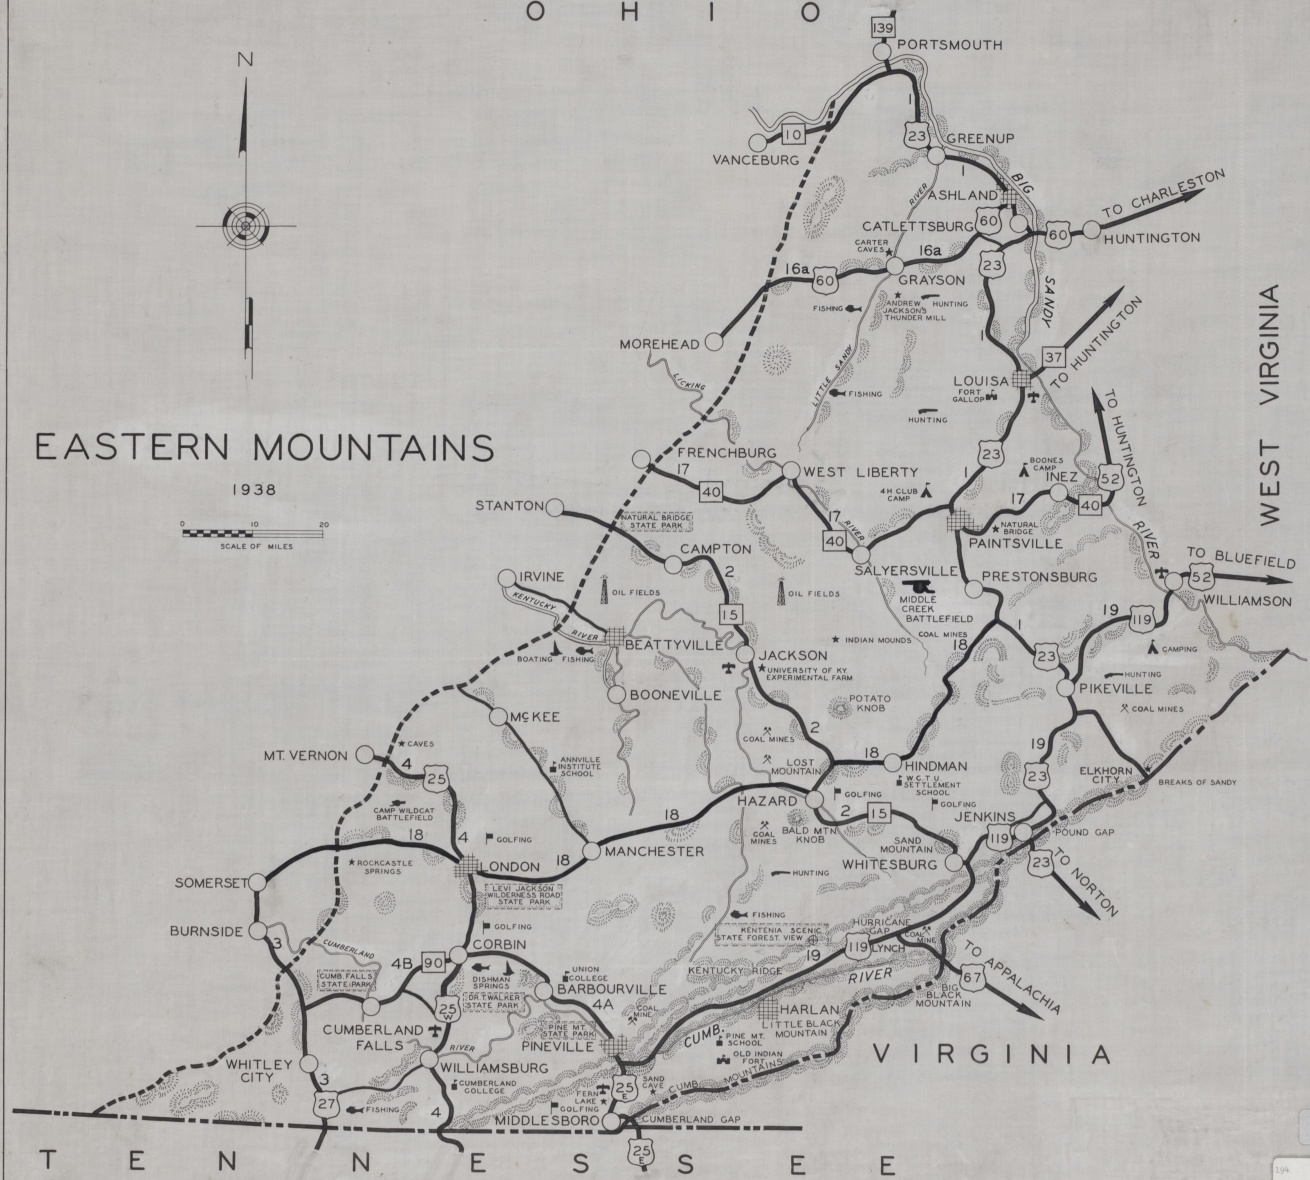 O H I O
139
PORTSMOUTH
N
1
10
23
GREENUP
VANCEBURG
1
BIG
RIVER
ASHLAND
TO CHARLESTON
CATLETTSBURG
60
60
HUNTINGTON
CARTER
CAVES
16a
16a
60
GRAYSON
23
SANDY
FISHING
ANDREW
JACKSON'S
THUNDER MILL
HUNTING
WEST VIRGINIA
1
MOREHEAD
37
TO HUNTINGTON
LICKING
LITTLE SANDY
LOUISA
FORT
GALLOP
FISHING
HUNTING
TO HUNTINGTON
EASTERN MOUNTAINS
1938
0 10 20
SCALE OF MILES
FRENCHBURG
17
40
WEST LIBERTY
23
1
BOONES
CAMP
INEZ
52
4H CLUB
CAMP
17
40
STANTON
NATURAL BRIDGE
STATE PARK
17
RIVER
40
NATURAL
BRIDGE
PAINTSVILLE
RIVER
CAMPTON
2
SALYERSVILLE
TO BLUEFIELD
52
WILLIAMSON
IRVINE
KENTUCKY
RIVER
OIL FIELDS
OIL FIELDS
PRESTONSBURG
MIDDLE
CREEK
BATTLEFIELD
15
19
119
1
BEATTYVILLE
BOATING
FISHING
INDIAN MOUNDS
COAL MINES
18
23
CAMPING
JACKSON
UNIVERSITY OF KY
EXPERIMENTAL FARM
HUNTING
PIKEVILLE
BOONEVILLE
POTATO
KNOB
COAL MINES
McKEE
2
COAL MINES
MT. VERNON
CAVES
4
25
ANNVILLE
INSTITUTE
SCHOOL
LOST
MOUNTAIN
18
HINDMAN
19
23
ELKHORN
CITY
BREAKS OF SANDY
W.C.T.U.
SETTLEMENT
SCHOOL
HAZARD
GOLFING
GOLFING
CAMP WILDCAT
BATTLEFIELD
18
2
15
JENKINS
POUND GAP
18
4
GOLFING
COAL
MINES
BALD MTN.
KNOB
SAND
MOUNTAIN
119
MANCHESTER
18
WHITESBURG
23
TO NORTON
ROCKCASTLE
SPRINGS
LONDON
SOMERSET
LEVI JACKSON
WILDERNESS ROAD
STATE PARK
HUNTING
BURNSIDE
3
GOLFING
FISHING
HURRICANE
GAP
COAL
MINE
KENTENIA SCENIC
STATE FOREST VIEW
CUMBERLAND
CORBIN
19
119
LYNCH
TO APPALACHIA
4B
90
CUMB. FALLS
STATE PARK
DISHMAN
SPRINGS
UNION
COLLEGE
KENTUCKY RIDGE
RIVER
67
BIG
BLACK
MOUNTAIN
BARBOURVILLE
4A
DR.T.WALKER
STATE PARK
25
W
COAL
MINE
HARLAN
LITTLE BLACK
MOUNTAIN
CUMBERLAND
FALLS
PINE MT.
STATE PARK
CUMB.
PINE MT.
SCHOOL
RIVER
PINEVILLE
OLD INDIAN
FORT
VIRGINIA
WHITLEY
CITY
WILLIAMSBURG
3
CUMBERLAND
COLLEGE
25
E
SAND
CAVE
CUMB. MOUNTAINS
FERN
LAKE
27
FISHING
4
GOLFING
MIDDLESBORO
CUMBERLAND GAP
25
E
T E N N E S S E E
194